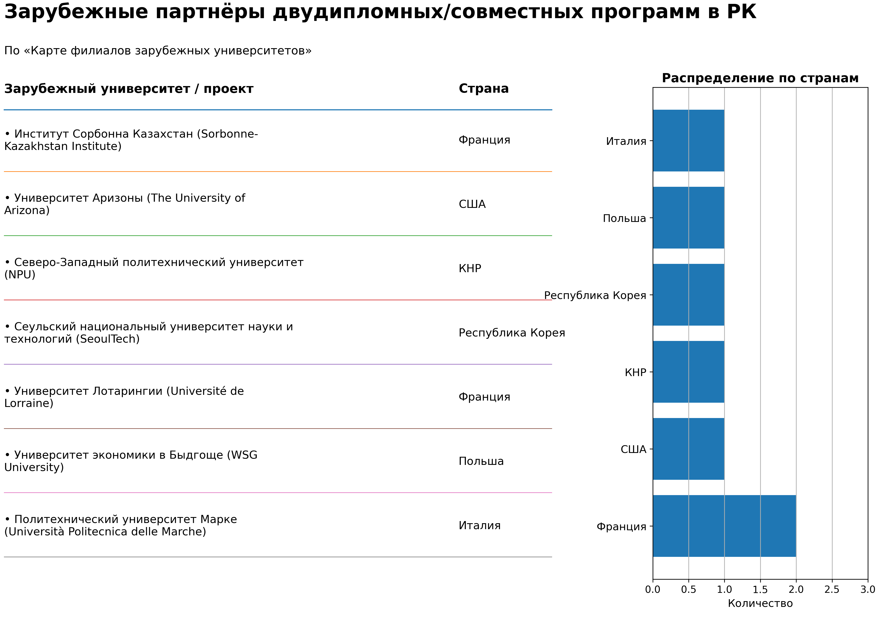 Зарубежные партнёры двудипломных/совместных программ в РК
По «Карте филиалов зарубежных университетов»
Зарубежный университет / проект
Страна
• Институт Сорбонна Казахстан (Sorbonne-
Kazakhstan Institute)
Франция
• Университет Аризоны (The University of
Arizona)
США
• Северо-Западный политехнический университет
(NPU)
КНР
• Сеульский национальный университет науки и
технологий (SeoulTech)
Республика Корея
• Университет Лотарингии (Université de
Lorraine)
Франция
• Университет экономики в Быдгоще (WSG
University)
Польша
• Политехнический университет Марке
(Università Politecnica delle Marche)
Италия
Распределение по странам
Италия
Польша
Республика Корея
КНР
США
Франция
0.0 0.5 1.0 1.5 2.0 2.5 3.0
Количество